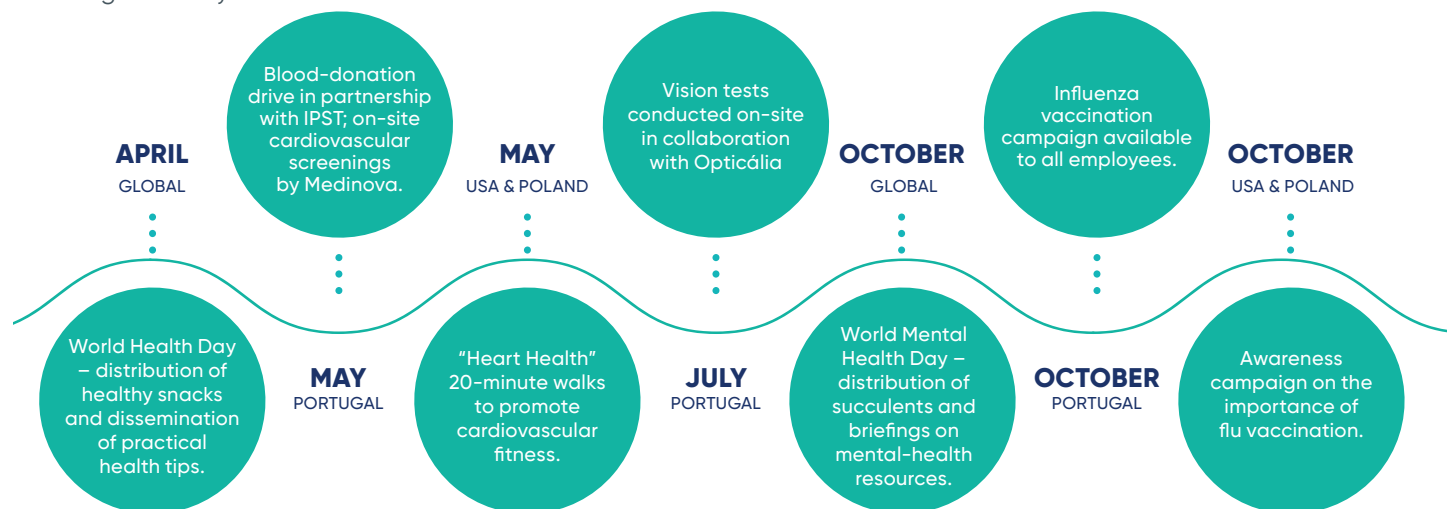 APRIL
GLOBAL
World Health Day
– distribution of
healthy snacks
and dissemination
of practical
health tips.
Blood-donation
drive in partnership
with IPST; on-site
cardiovascular
screenings
by Medinova.
MAY
PORTUGAL
MAY
USA & POLAND
“Heart Health”
20-minute walks
to promote
cardiovascular
fitness.
Vision tests
conducted on-site
in collaboration
with Opticália
JULY
PORTUGAL
OCTOBER
GLOBAL
World Mental
Health Day –
distribution of
succulents and
briefings on
mental-health
resources.
Influenza
vaccination
campaign available
to all employees.
OCTOBER
PORTUGAL
OCTOBER
USA & POLAND
Awareness
campaign on the
importance of
flu vaccination.